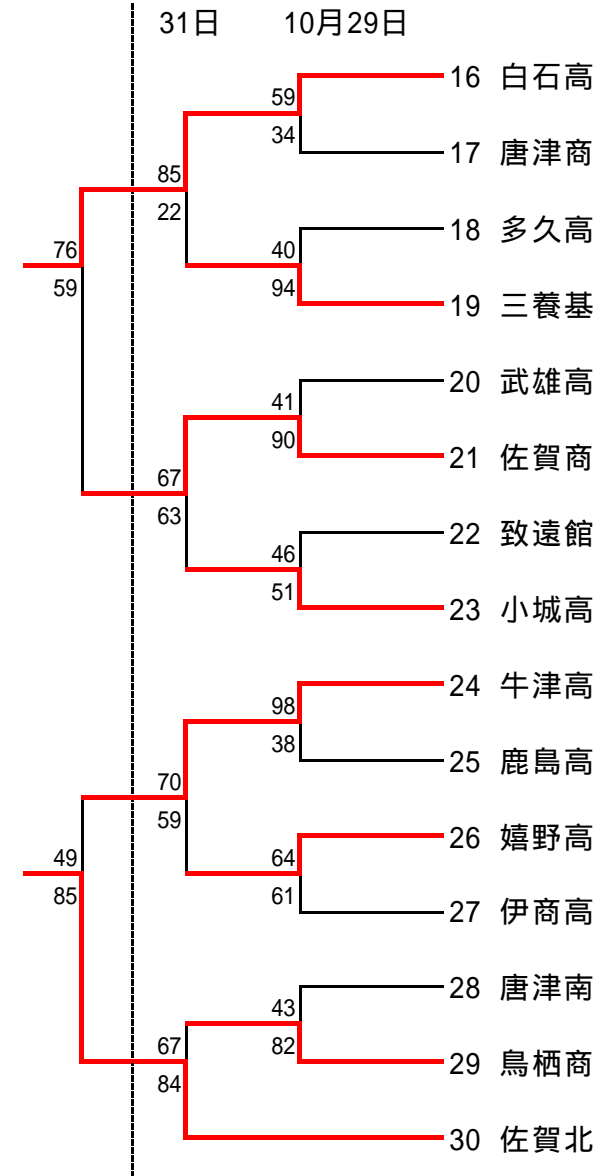 31日 10月29日
59 16 白石高
34 17 唐津商
85
22
40 18 多久高
94 19 三養基
76
59
41 20 武雄高
90 21 佐賀商
67
63
46 22 致遠館
51 23 小城高
98 24 牛津高
38 25 鹿島高
70
59
64 26 嬉野高
61 27 伊商高
49
85
43 28 唐津南
82 29 鳥栖商
67
84
30 佐賀北